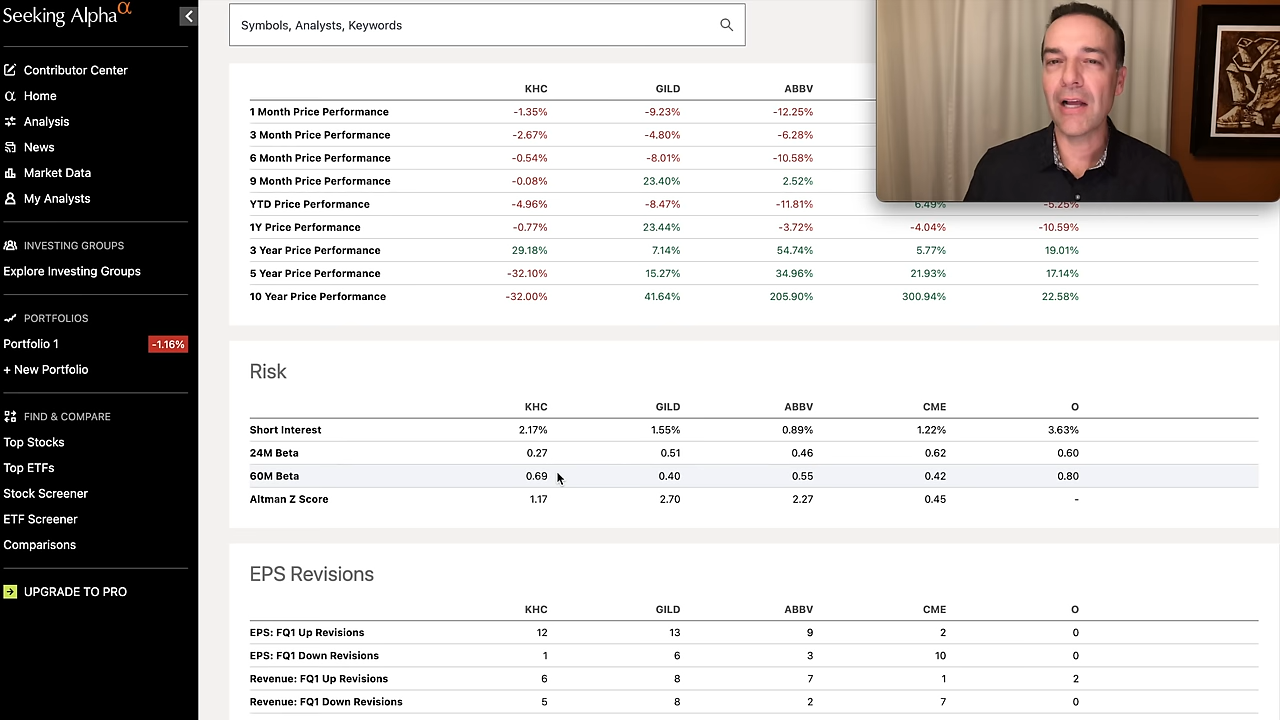 Seeking Alpha α
Symbols, Analysts, Keywords
Contributor Center
Home
Analysis
News
Market Data
My Analysts
INVESTING GROUPS
Explore Investing Groups
PORTFOLIOS
Portfolio 1 -1.16%
+ New Portfolio
FIND & COMPARE
Top Stocks
Top ETFs
Stock Screener
ETF Screener
Comparisons
UPGRADE TO PRO
KHC GILD ABBV
1 Month Price Performance -1.35% -9.23% -12.25%
3 Month Price Performance -2.67% -4.80% -6.28%
6 Month Price Performance -0.54% -8.01% -10.58%
9 Month Price Performance -0.08% 23.40% 2.52%
YTD Price Performance -4.96% -8.47% -11.81% 6.49% -5.25%
1Y Price Performance -0.77% 23.44% -3.72% -4.04% -10.59%
3 Year Price Performance 29.18% 7.14% 54.74% 5.77% 19.01%
5 Year Price Performance -32.10% 15.27% 34.96% 21.93% 17.14%
10 Year Price Performance -32.00% 41.64% 205.90% 300.94% 22.58%
Risk
KHC GILD ABBV CME O
Short Interest 2.17% 1.55% 0.89% 1.22% 3.63%
24M Beta 0.27 0.51 0.46 0.62 0.60
60M Beta 0.69 0.40 0.55 0.42 0.80
Altman Z Score 1.17 2.70 2.27 0.45 -
EPS Revisions
KHC GILD ABBV CME O
EPS: FQ1 Up Revisions 12 13 9 2 0
EPS: FQ1 Down Revisions 1 6 3 10 0
Revenue: FQ1 Up Revisions 6 8 7 1 2
Revenue: FQ1 Down Revisions 5 8 2 7 0